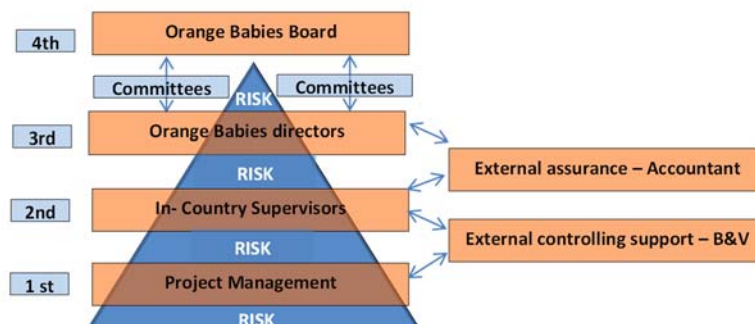 4th
Orange Babies Board
Committees
Committees
RISK
3rd
Orange Babies directors
External assurance – Accountant
RISK
2nd
In- Country Supervisors
External controlling support – B&V
RISK
1 st
Project Management
RISK